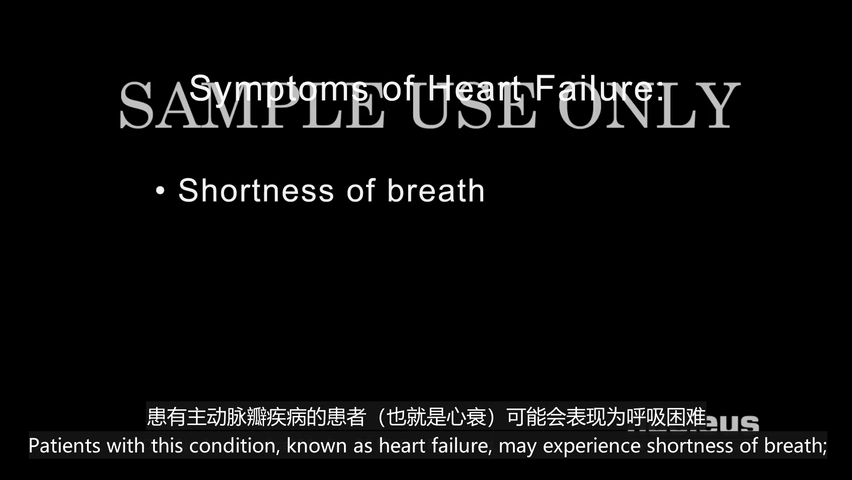 Symptoms of Heart Failure:
SAMPLE USE ONLY
• Shortness of breath
患有主动脉瓣疾病的患者（也就是心衰）可能会表现为呼吸困难
Patients with this condition, known as heart failure, may experience shortness of breath;